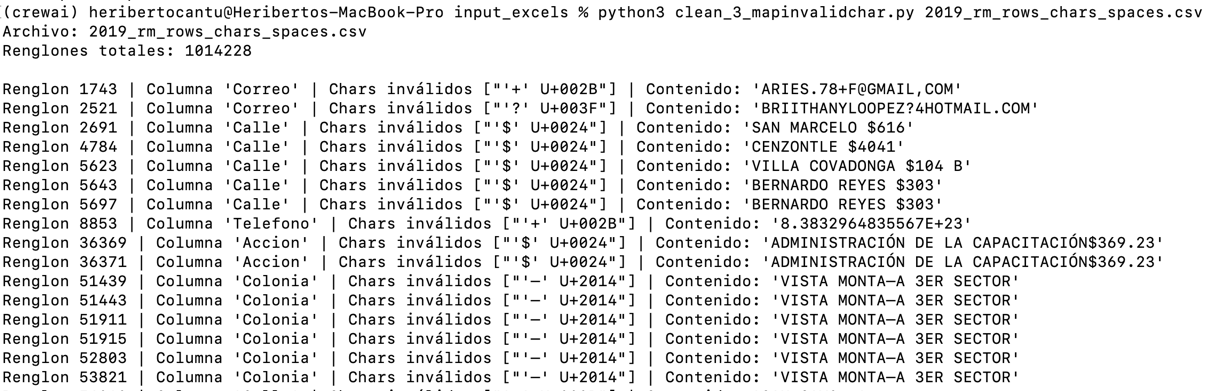 (crewai) heribertocantu@Heribertos-MacBook-Pro input_excels % python3 clean_3_mapinvalidchar.py 2019_rm_rows_chars_spaces.csv
Archivo: 2019_rm_rows_chars_spaces.csv
Renglones totales: 1014228
Renglon 1743 | Columna 'Correo' | Chars inválidos ["'+' U+002B"] | Contenido: 'ARIES.78+F@GMAIL,COM'
Renglon 2521 | Columna 'Correo' | Chars inválidos ["'?' U+003F"] | Contenido: 'BRIITHANYLOOPEZ?4HOTMAIL.COM'
Renglon 2691 | Columna 'Calle' | Chars inválidos ["'$' U+0024"] | Contenido: 'SAN MARCELO $616'
Renglon 4784 | Columna 'Calle' | Chars inválidos ["'$' U+0024"] | Contenido: 'CENZONTLE $4041'
Renglon 5623 | Columna 'Calle' | Chars inválidos ["'$' U+0024"] | Contenido: 'VILLA COVADONGA $104 B'
Renglon 5643 | Columna 'Calle' | Chars inválidos ["'$' U+0024"] | Contenido: 'BERNARDO REYES $303'
Renglon 5697 | Columna 'Calle' | Chars inválidos ["'$' U+0024"] | Contenido: 'BERNARDO REYES $303'
Renglon 8853 | Columna 'Telefono' | Chars inválidos ["'+' U+002B"] | Contenido: '8.3832964835567E+23'
Renglon 36369 | Columna 'Accion' | Chars inválidos ["'$' U+0024"] | Contenido: 'ADMINISTRACIÓN DE LA CAPACITACIÓN$369.23'
Renglon 36371 | Columna 'Accion' | Chars inválidos ["'$' U+0024"] | Contenido: 'ADMINISTRACIÓN DE LA CAPACITACIÓN$369.23'
Renglon 51439 | Columna 'Colonia' | Chars inválidos ["'—' U+2014"] | Contenido: 'VISTA MONTA—A 3ER SECTOR'
Renglon 51443 | Columna 'Colonia' | Chars inválidos ["'—' U+2014"] | Contenido: 'VISTA MONTA—A 3ER SECTOR'
Renglon 51911 | Columna 'Colonia' | Chars inválidos ["'—' U+2014"] | Contenido: 'VISTA MONTA—A 3ER SECTOR'
Renglon 51915 | Columna 'Colonia' | Chars inválidos ["'—' U+2014"] | Contenido: 'VISTA MONTA—A 3ER SECTOR'
Renglon 52803 | Columna 'Colonia' | Chars inválidos ["'—' U+2014"] | Contenido: 'VISTA MONTA—A 3ER SECTOR'
Renglon 53821 | Columna 'Colonia' | Chars inválidos ["'—' U+2014"] | Contenido: 'VISTA MONTA—A 3ER SECTOR'